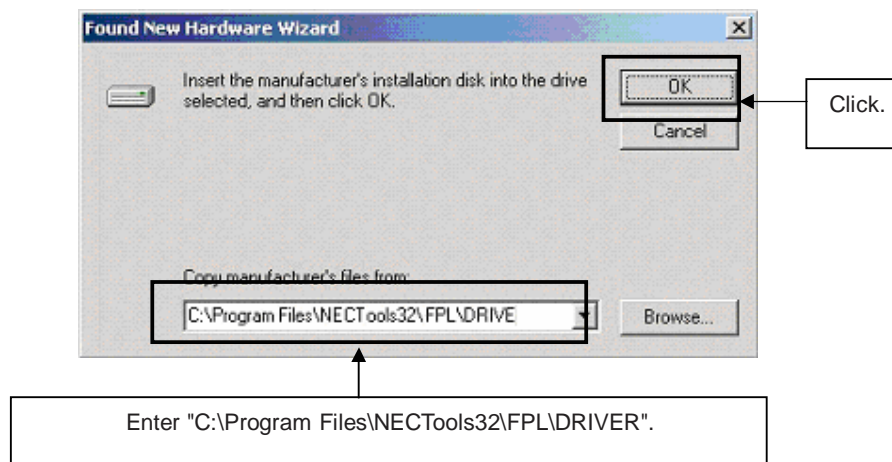 Found New Hardware Wizard
Insert the manufacturer's installation disk into the drive
selected, and then click OK.
OK
Cancel
Click.
Copy manufacturer's files from:
C:\Program Files\NECTools32\FPL\DRIVE
Browse...
Enter "C:\Program Files\NECTools32\FPL\DRIVER".